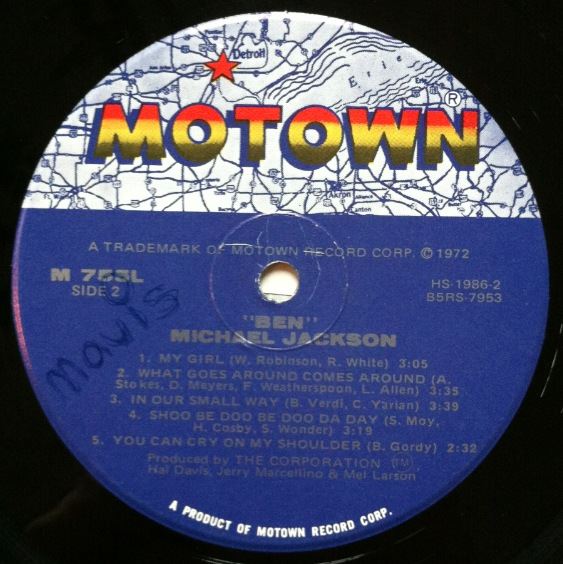 Detroit
Erie
MOTOWN®
Akron
Canton
A TRADEMARK OF MOTOWN RECORD CORP. © 1972
M 755L
SIDE 2
HS-1986-2
B5RS-7953
mavis
"BEN"
MICHAEL JACKSON
1. MY GIRL (W. Robinson, R. White) 3:05
2. WHAT GOES AROUND COMES AROUND (A.
Stokes, D. Meyers, F. Weatherspoon, L. Allen) 3:35
3. IN OUR SMALL WAY (B. Verdi, C. Yarian) 3:39
4. SHOO BE DOO BE DOO DA DAY (S. Moy,
H. Cosby, S. Wonder) 3:19
5. YOU CAN CRY ON MY SHOULDER (B. Gordy) 2:32
Produced by THE CORPORATION (TM)
Hal Davis, Jerry Marcellino & Mel Larson
A PRODUCT OF MOTOWN RECORD CORP.